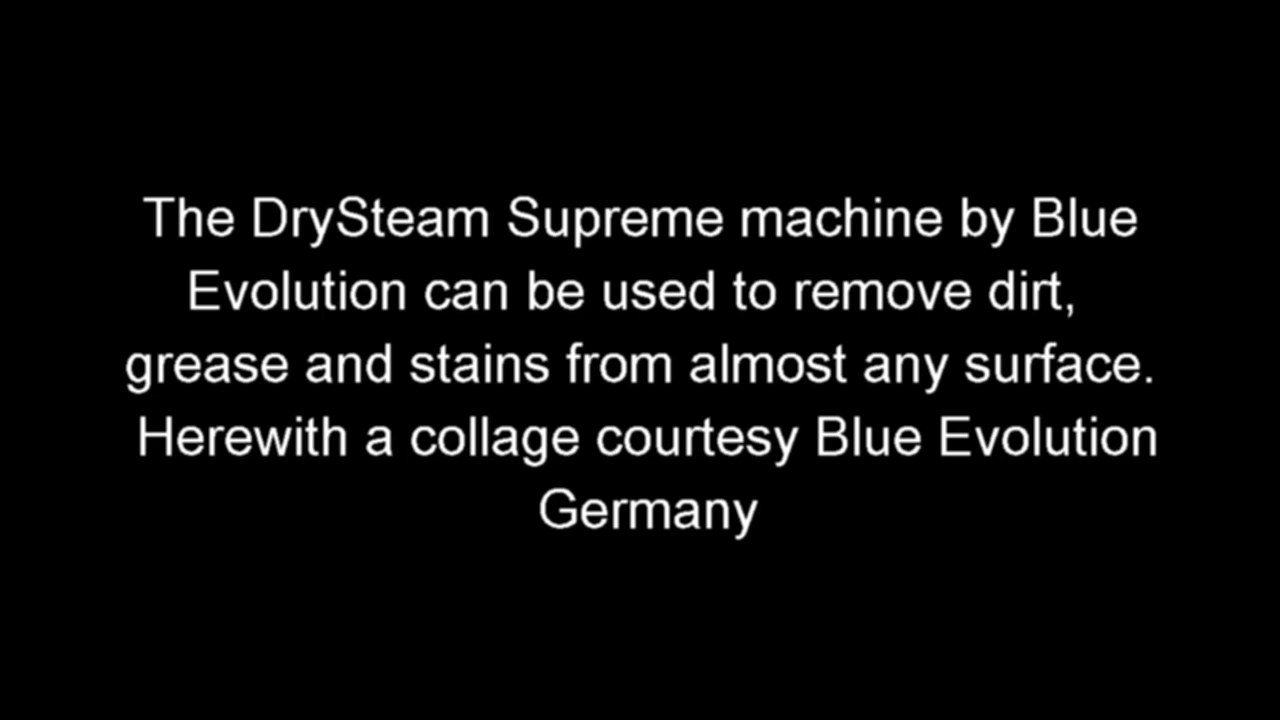 The DrySteam Supreme machine by Blue
Evolution can be used to remove dirt,
grease and stains from almost any surface.
Herewith a collage courtesy Blue Evolution
Germany